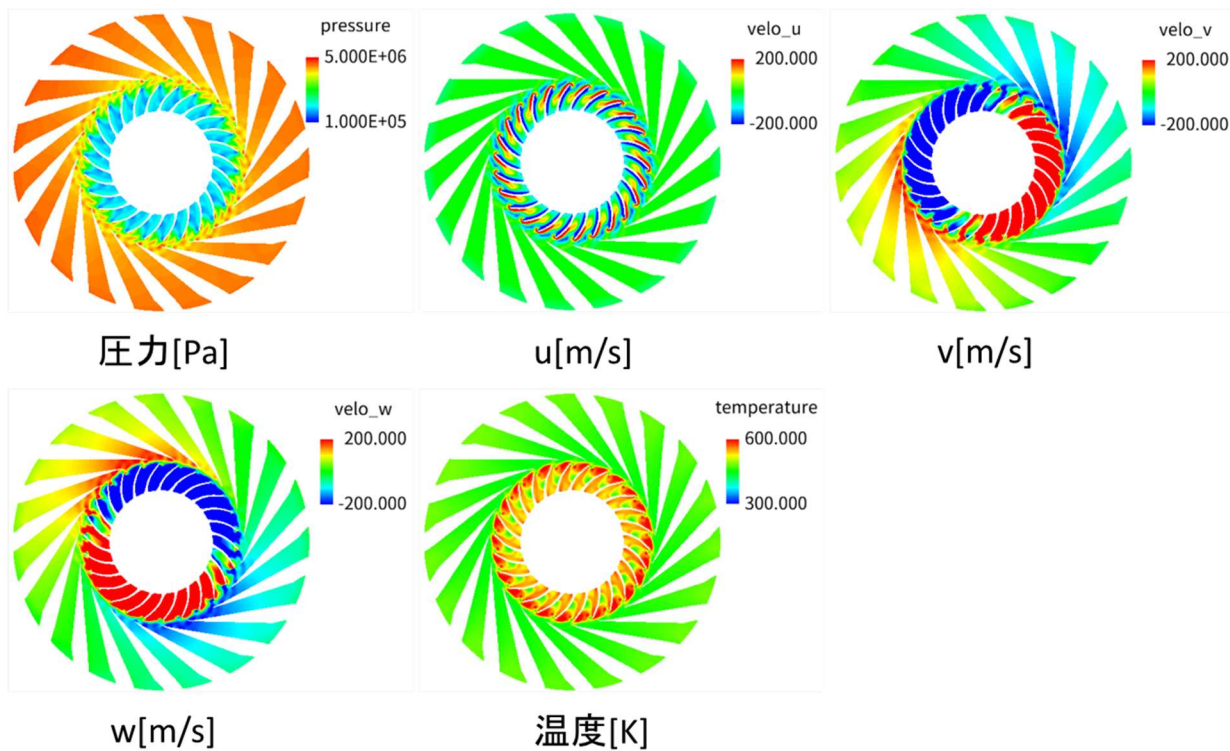 pressure
5.000E+06
1.000E+05
圧力[Pa]
velo_u
200.000
-200.000
u[m/s]
velo_v
200.000
-200.000
v[m/s]
velo_w
200.000
-200.000
w[m/s]
temperature
600.000
300.000
温度[K]